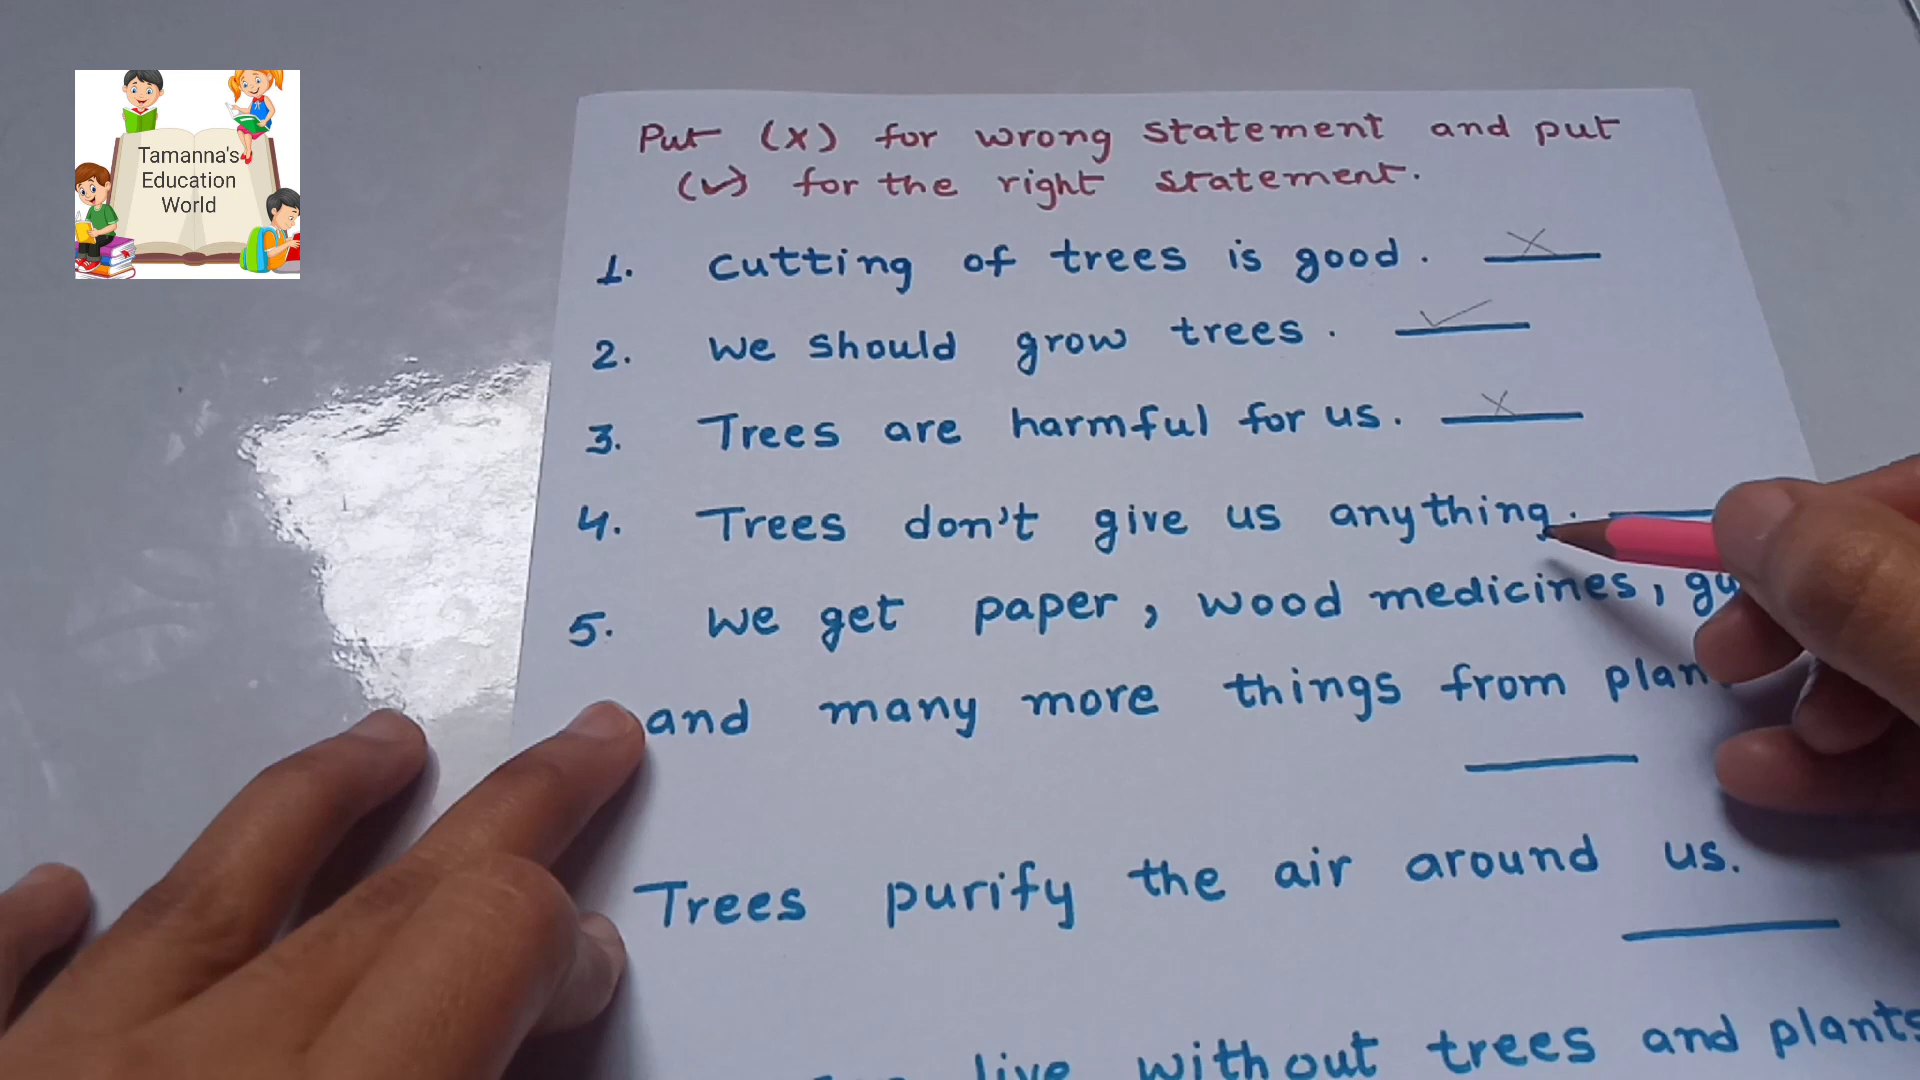 Tamanna's
Education
World
Put (x) for wrong statement and put
(✓) for the right statement.
1. Cutting of trees is good. x
2. We should grow trees. ✓
3. Trees are harmful for us. x
4. Trees don't give us anything.
5. We get paper, wood medicines,
and many more things from
Trees purify the air around us.
live without trees and plants